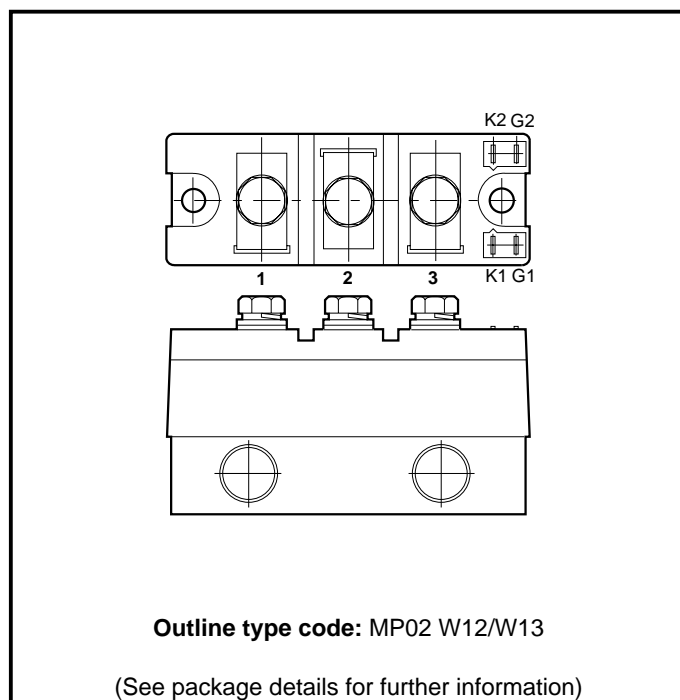 K2 G2
1 2 3 K1 G1
Outline type code: MP02 W12/W13
(See package details for further information)